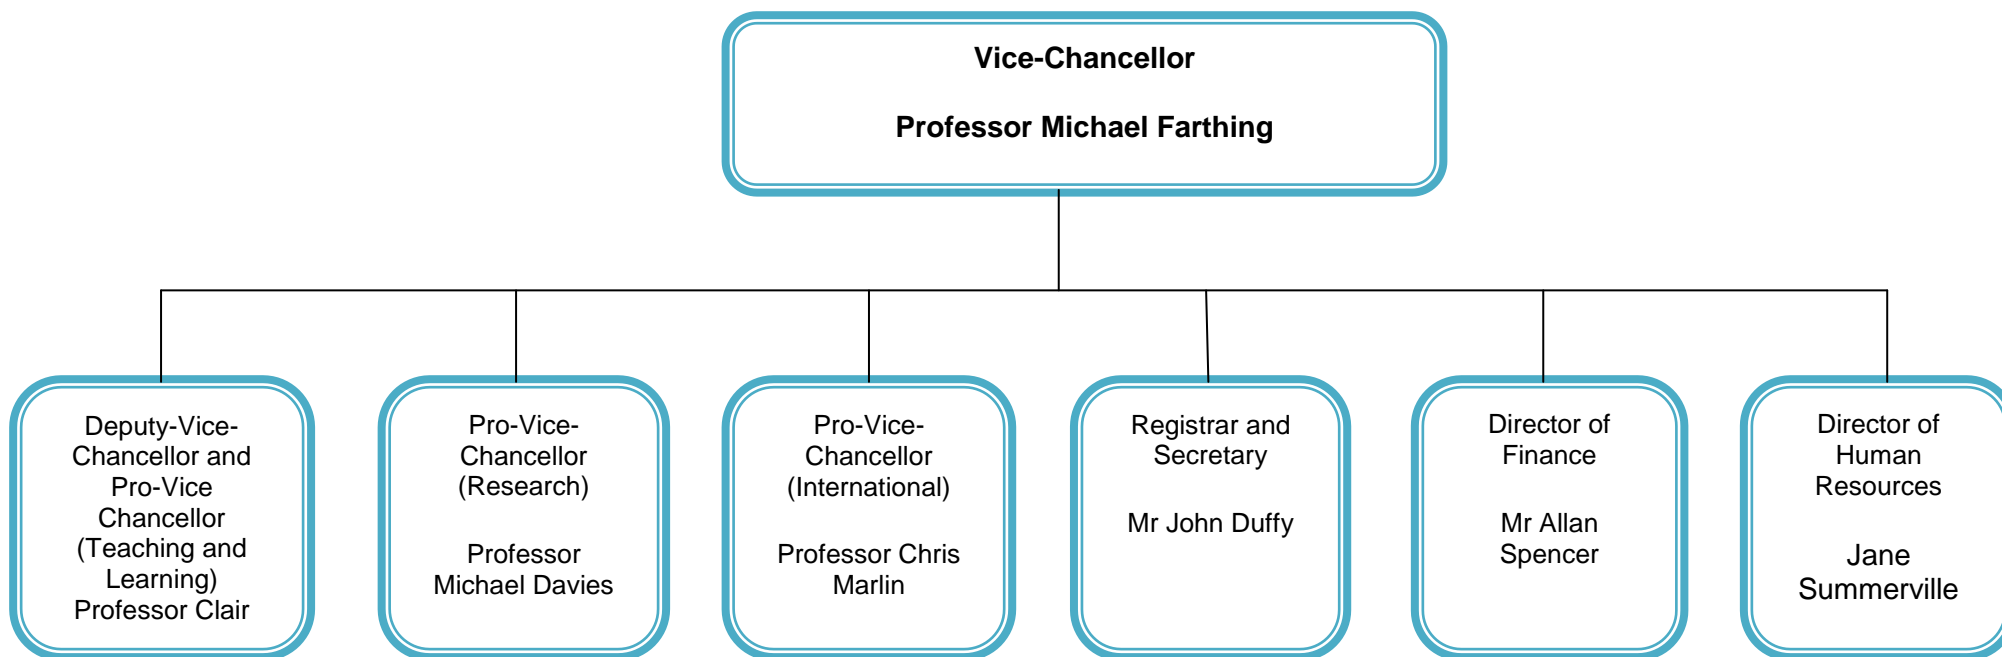 Vice-Chancellor
Professor Michael Farthing
Deputy-Vice-
Chancellor and
Pro-Vice
Chancellor
(Teaching and
Learning)
Professor Clair
Pro-Vice-
Chancellor
(Research)
Professor
Michael Davies
Pro-Vice-
Chancellor
(International)
Professor Chris
Marlin
Registrar and
Secretary
Mr John Duffy
Director of
Finance
Mr Allan
Spencer
Director of
Human
Resources
Jane
Summerville